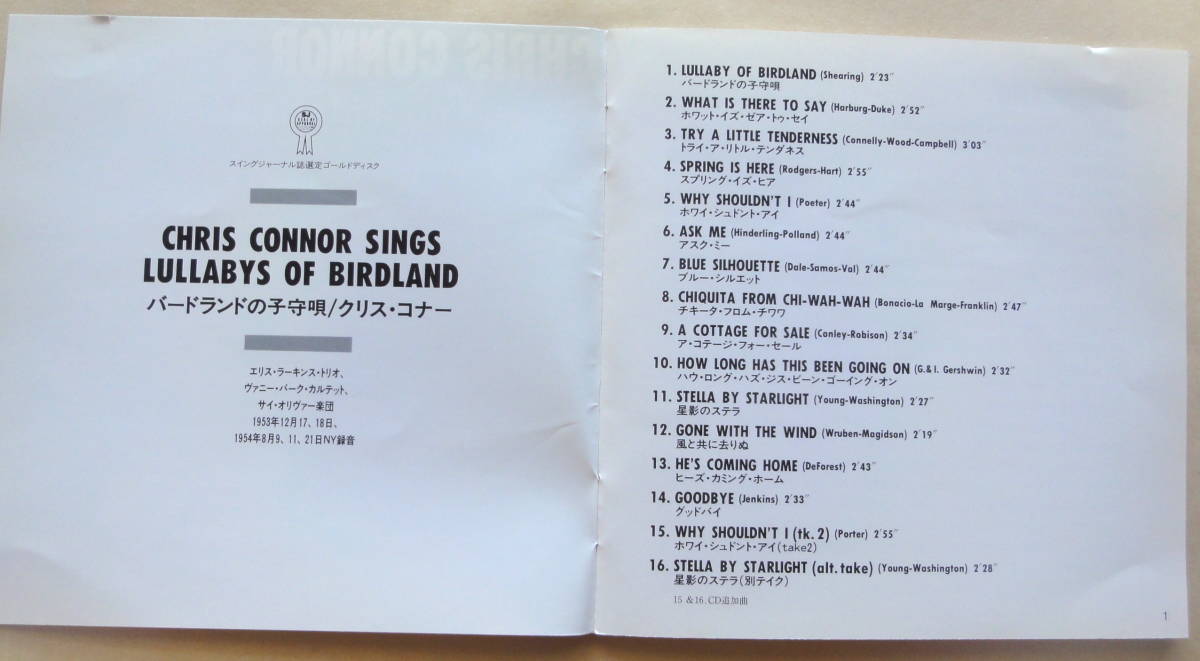 スイングジャーナル誌選定ゴールドディスク
CHRIS CONNOR SINGS
LULLABYS OF BIRDLAND
バードランドの子守唄/クリス・コナー
エリス・ラーキンス・トリオ、
ヴァニー・バーク・カルテット、
サイ・オリヴァー楽団
1953年12月17、18日、
1954年8月9、11、21日NY録音
CHRIS CONNOR
1. LULLABY OF BIRDLAND (Shearing) 2′23″
バードランドの子守唄
2. WHAT IS THERE TO SAY (Harburg-Duke) 2′52″
ホワット・イズ・ゼア・トゥ・セイ
3. TRY A LITTLE TENDERNESS (Connelly-Wood-Campbell) 3′03″
トライ・ア・リトル・テンダネス
4. SPRING IS HERE (Rodgers-Hart) 2′55″
スプリング・イズ・ヒア
5. WHY SHOULDN'T I (Poeter) 2′44″
ホワイ・シュドント・アイ
6. ASK ME (Hinderling-Polland) 2′44″
アスク・ミー
7. BLUE SILHOUETTE (Dale-Samos-Val) 2′44″
ブルー・シルエット
8. CHIQUITA FROM CHI-WAH-WAH (Bonacio-La Marge-Franklin) 2′47″
チキータ・フロム・チワワ
9. A COTTAGE FOR SALE (Conley-Robison) 2′34″
ア・コテージ・フォー・セール
10. HOW LONG HAS THIS BEEN GOING ON (G.& I. Gershwin) 2′32″
ハウ・ロング・ハズ・ジス・ビーン・ゴーイング・オン
11. STELLA BY STARLIGHT (Young-Washington) 2′27″
星影のステラ
12. GONE WITH THE WIND (Wruben-Magidson) 2′19″
風と共に去りぬ
13. HE'S COMING HOME (DeForest) 2′43″
ヒーズ・カミング・ホーム
14. GOODBYE (Jenkins) 2′33″
グッドバイ
15. WHY SHOULDN'T I (tk. 2) (Porter) 2′55″
ホワイ・シュドント・アイ(take2)
16. STELLA BY STARLIGHT (alt. take) (Young-Washington) 2′28″
星影のステラ(別テイク)
15 &16. CD追加曲
1